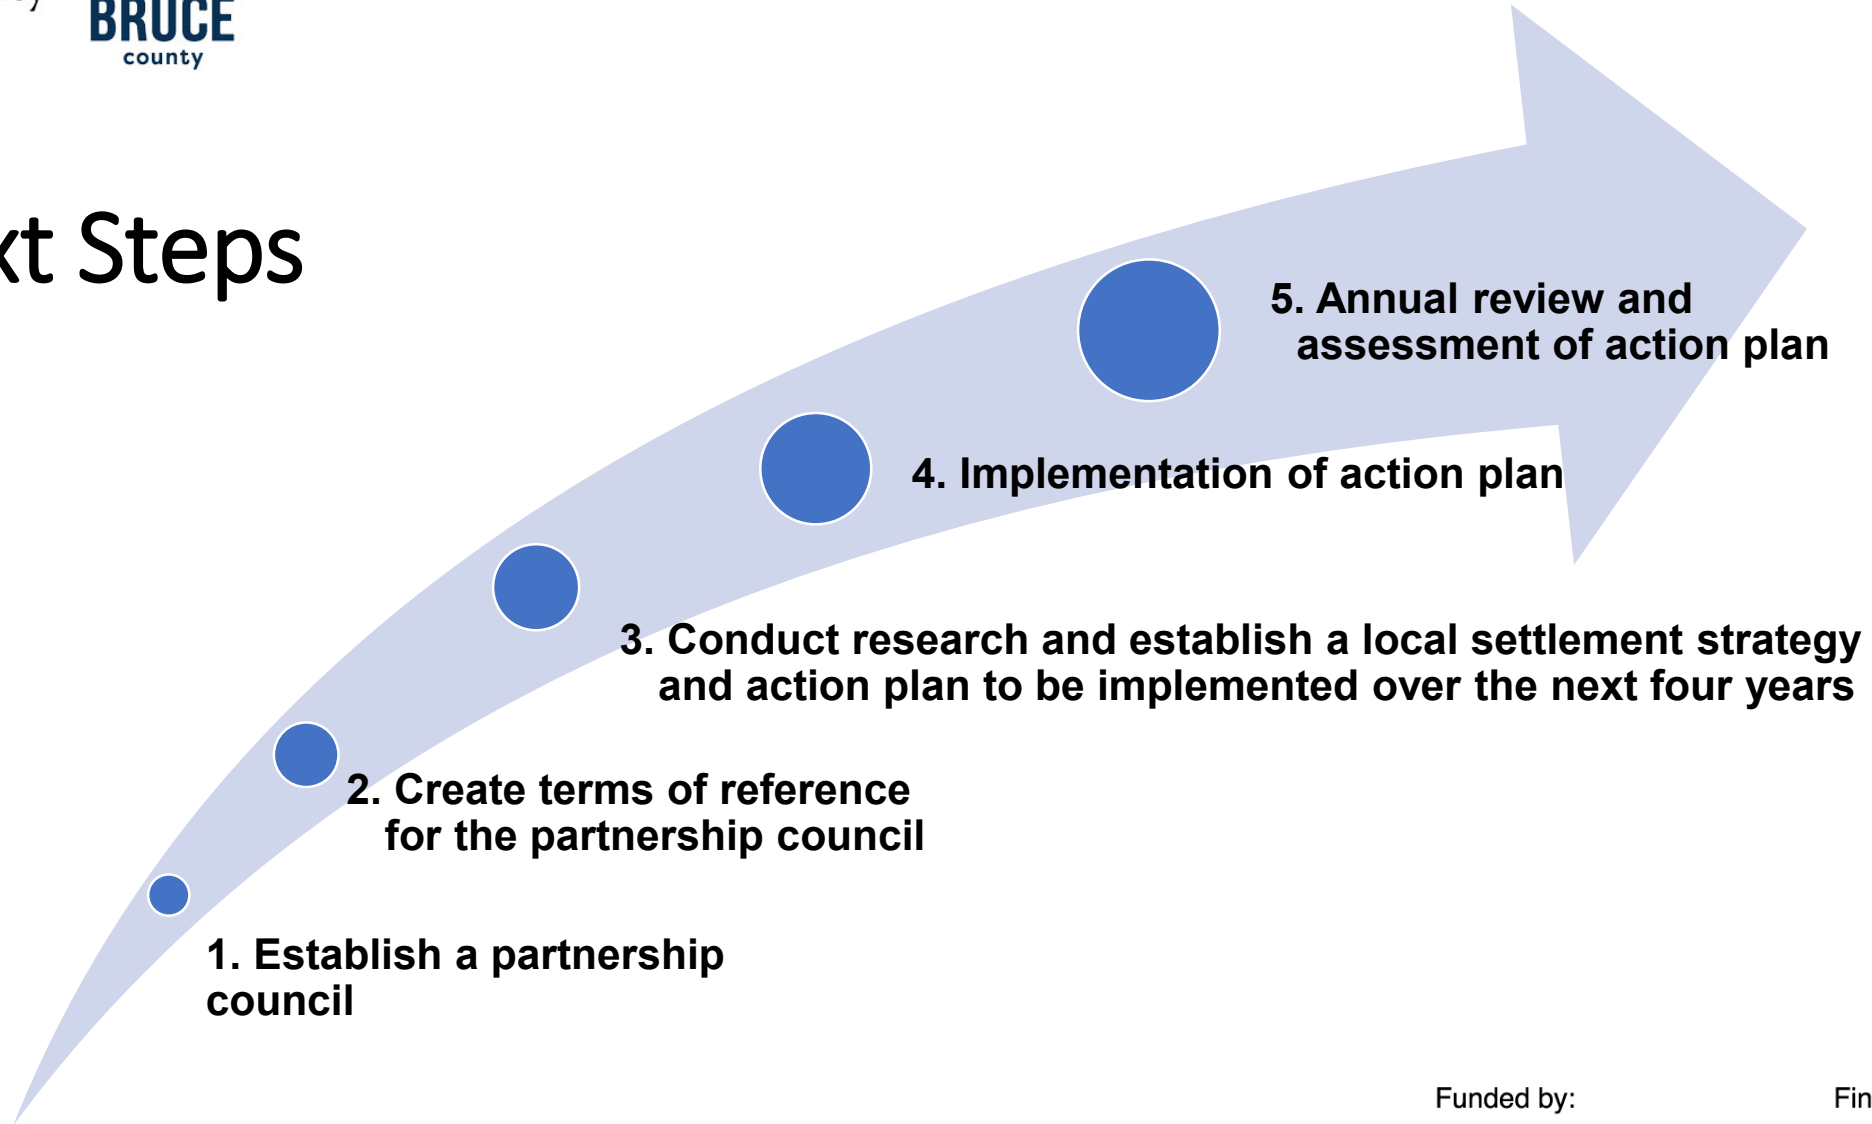 BRUCE
county
xt Steps
5. Annual review and
assessment of action plan
4. Implementation of action plan
3. Conduct research and establish a local settlement strategy
and action plan to be implemented over the next four years
2. Create terms of reference
for the partnership council
1. Establish a partnership
council
Funded by:
Fin